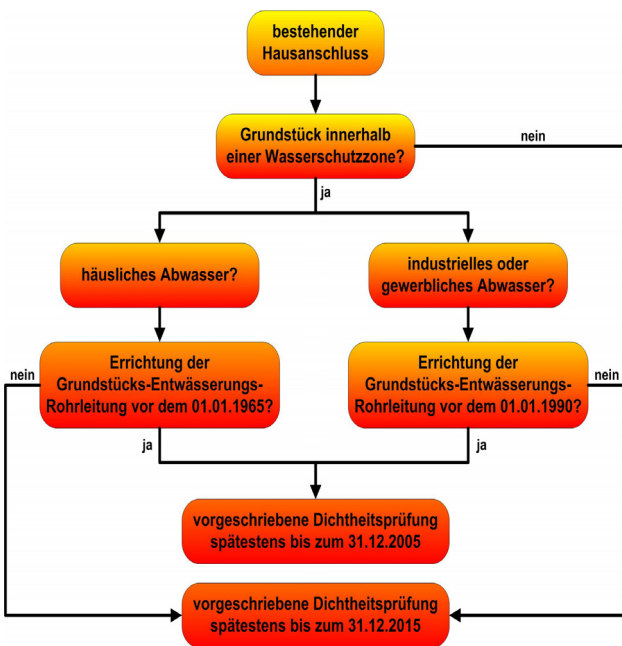 bestehender
Hausanschluss
Grundstück innerhalb
einer Wasserschutzzone?
nein
ja
häusliches Abwasser?
industrielles oder
gewerbliches Abwasser?
nein
Errichtung der
Grundstücks-Entwässerungs-
Rohrleitung vor dem 01.01.1965?
Errichtung der
Grundstücks-Entwässerungs-
Rohrleitung vor dem 01.01.1990?
nein
ja
ja
vorgeschriebene Dichtheitsprüfung
spätestens bis zum 31.12.2005
vorgeschriebene Dichtheitsprüfung
spätestens bis zum 31.12.2015